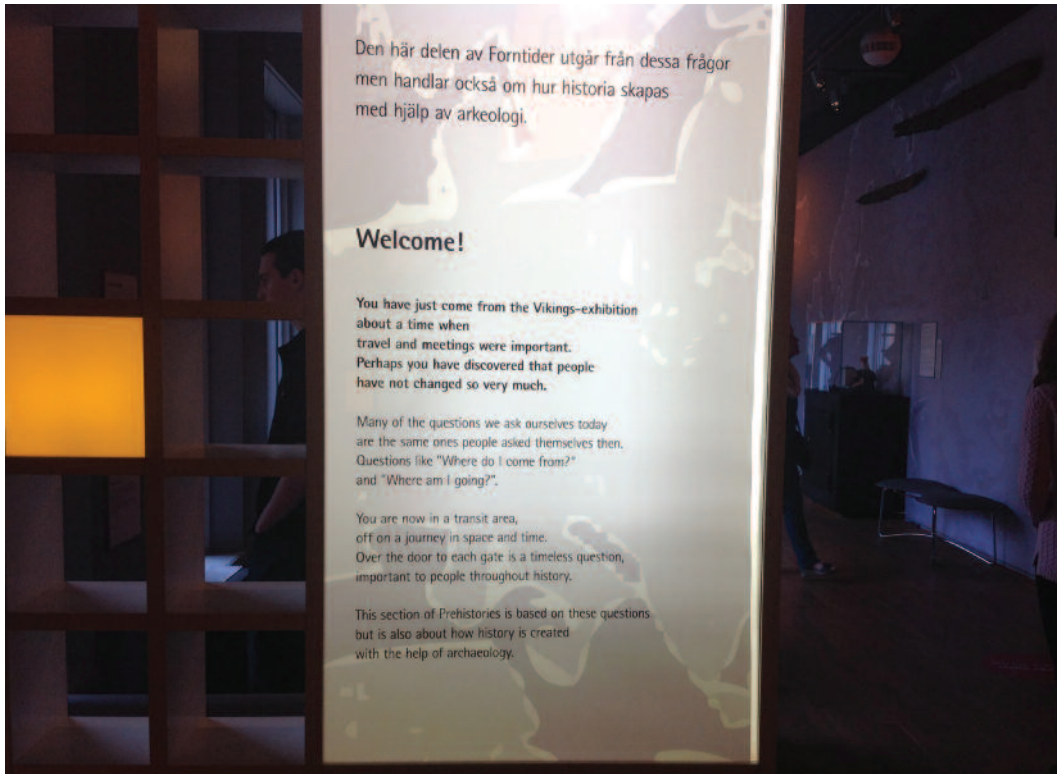 Den här delen av Forntider utgår från dessa frågor
men handlar också om hur historia skapas
med hjälp av arkeologi.
Welcome!
You have just come from the Vikings-exhibition
about a time when
travel and meetings were important.
Perhaps you have discovered that people
have not changed so very much.
Many of the questions we ask ourselves today
are the same ones people asked themselves then.
Questions like "Where do I come from?"
and "Where am I going?".
You are now in a transit area,
off on a journey in space and time.
Over the door to each gate is a timeless question,
important to people throughout history.
This section of Prehistories is based on these questions
but is also about how history is created
with the help of archaeology.